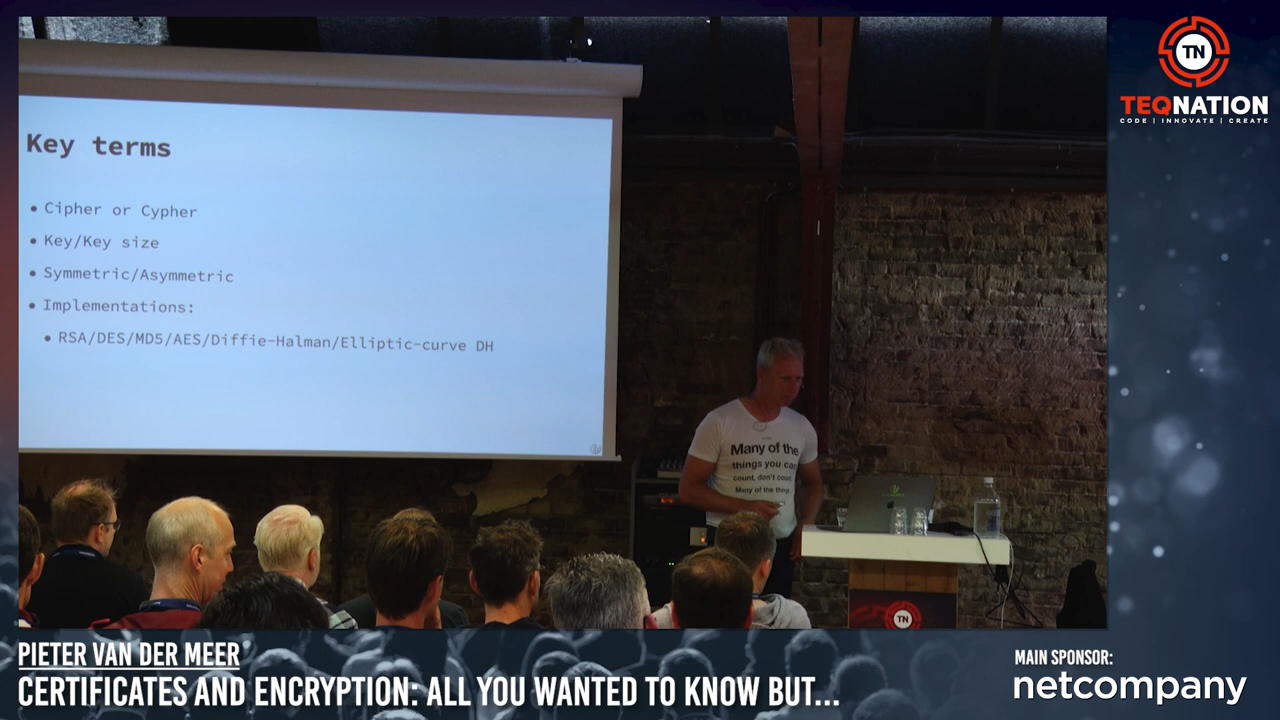 Key terms
• Cipher or Cypher
• Key/Key size
• Symmetric/Asymmetric
• Implementations:
• RSA/DES/MD5/AES/Diffie-Halman/Elliptic-curve DH
Many of the
things you can
count, don't count.
Many of the things
TN
TN
TEQNATION
CODE | INNOVATE | CREATE
PIETER VAN DER MEER
CERTIFICATES AND ENCRYPTION: ALL YOU WANTED TO KNOW BUT...
MAIN SPONSOR:
netcompany